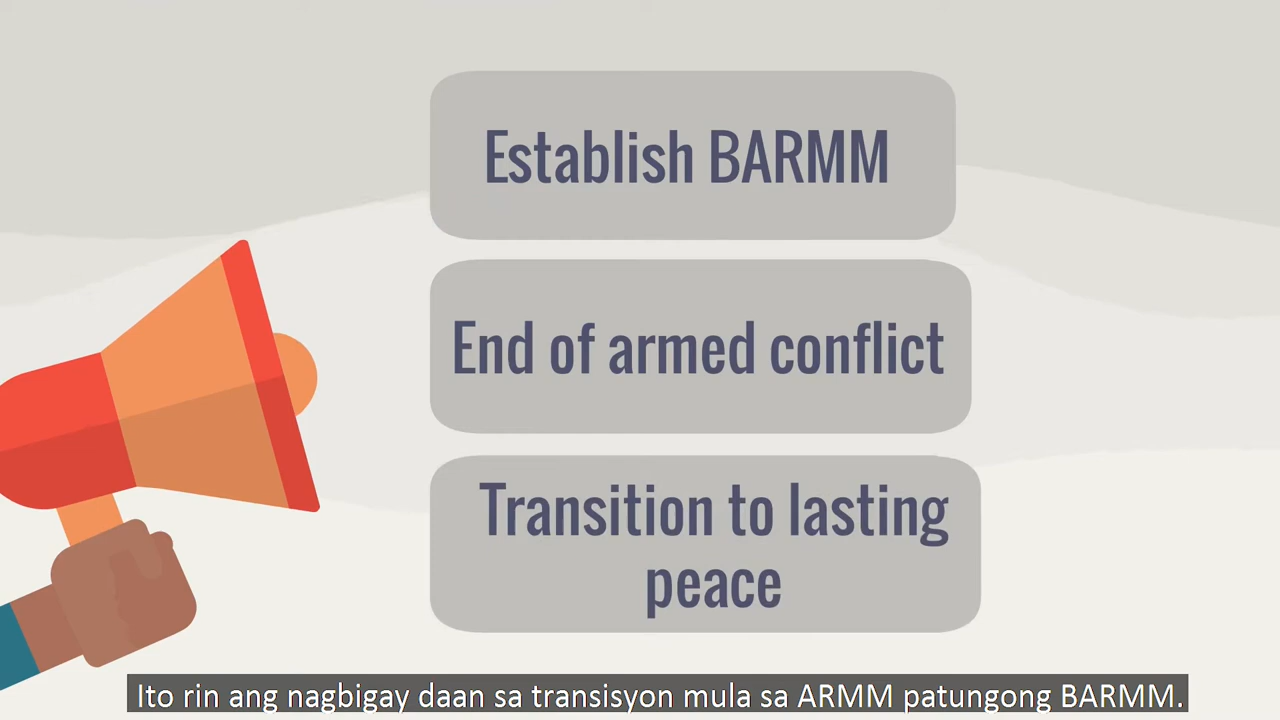 Establish BARMM
End of armed conflict
Transition to lasting
peace
Ito rin ang nagbigay daan sa transisyon mula sa ARMM patungong BARMM.